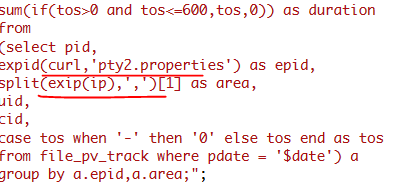 sum(if(tos>0 and tos<=600,tos,0)) as duration
from
(select pid,
expid(curl,'pty2.properties') as epid,
split(exip(ip),',')[1] as area,
uid,
cid,
case tos when '-' then '0' else tos end as tos
from file_pv_track where pdate = '$date') a
group by a.epid,a.area;";